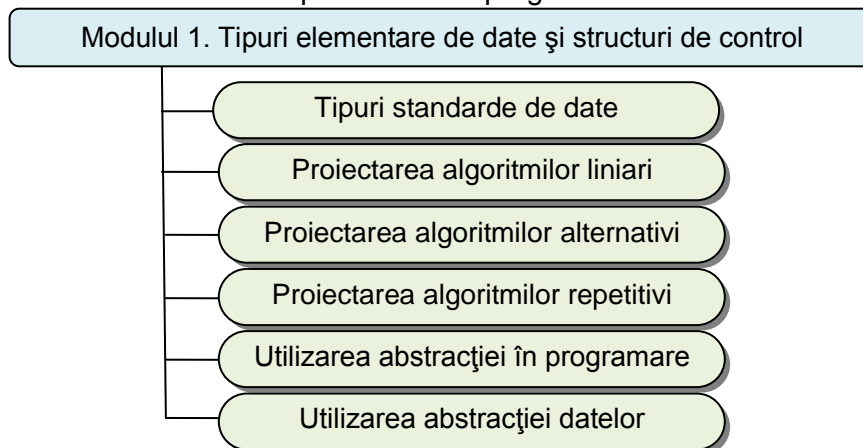 Modulul 1. Tipuri elementare de date şi structuri de control
Tipuri standarde de date
Proiectarea algoritmilor liniari
Proiectarea algoritmilor alternativi
Proiectarea algoritmilor repetitivi
Utilizarea abstracţiei în programare
Utilizarea abstracţiei datelor